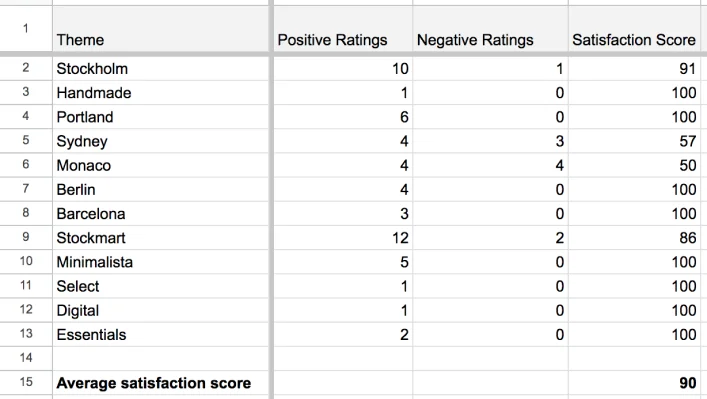 1 Theme Positive Ratings Negative Ratings Satisfaction Score
2 Stockholm 10 1 91
3 Handmade 1 0 100
4 Portland 6 0 100
5 Sydney 4 3 57
6 Monaco 4 4 50
7 Berlin 4 0 100
8 Barcelona 3 0 100
9 Stockmart 12 2 86
10 Minimalista 5 0 100
11 Select 1 0 100
12 Digital 1 0 100
13 Essentials 2 0 100
14
15 Average satisfaction score 90